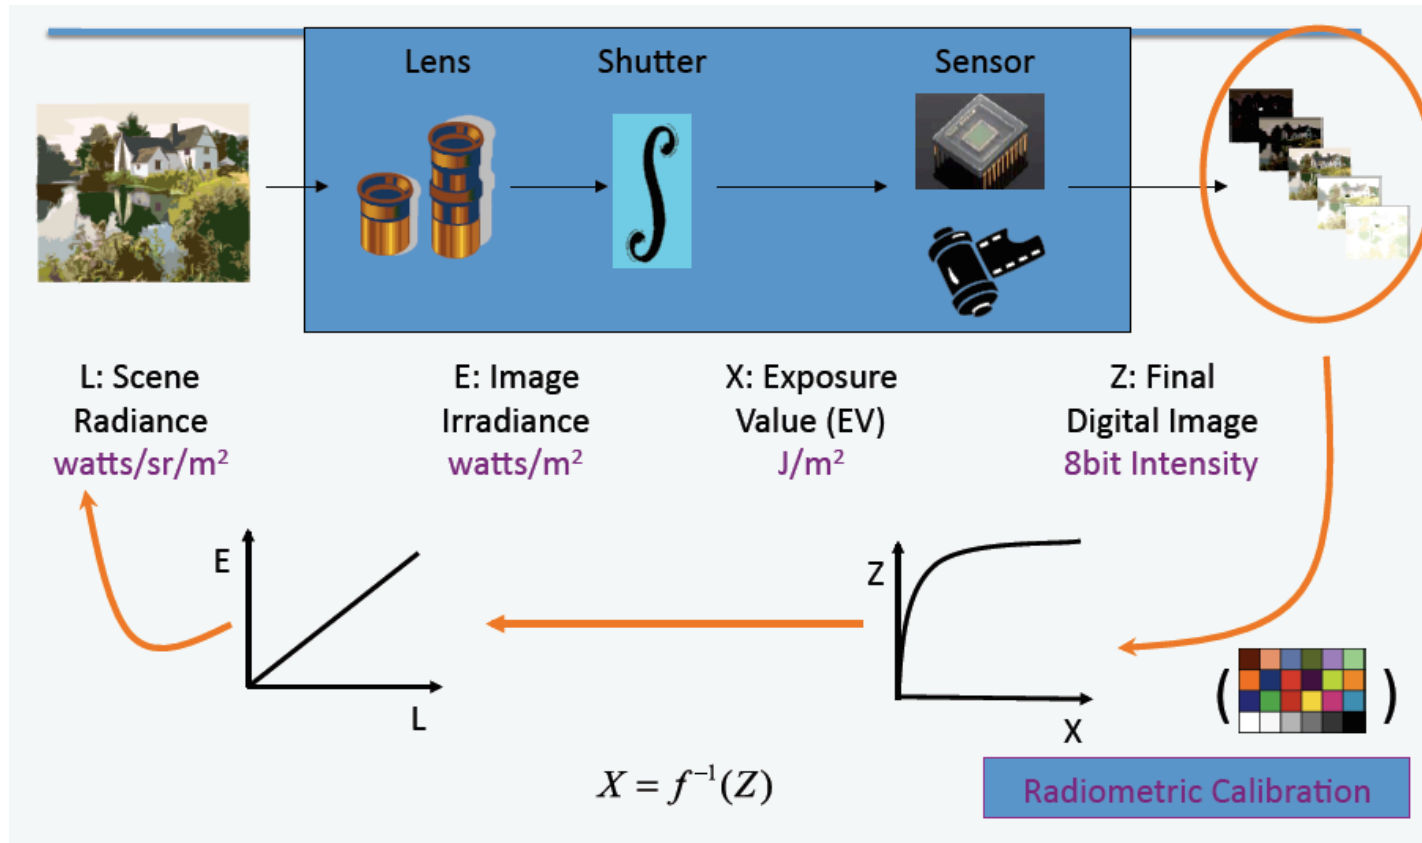 Lens
Shutter
Sensor
L: Scene
Radiance
watts/sr/m²
E: Image
Irradiance
watts/m²
X: Exposure
Value (EV)
J/m²
Z: Final
Digital Image
8bit Intensity
E
L
Z
X
( )
X = f⁻¹(Z)
Radiometric Calibration